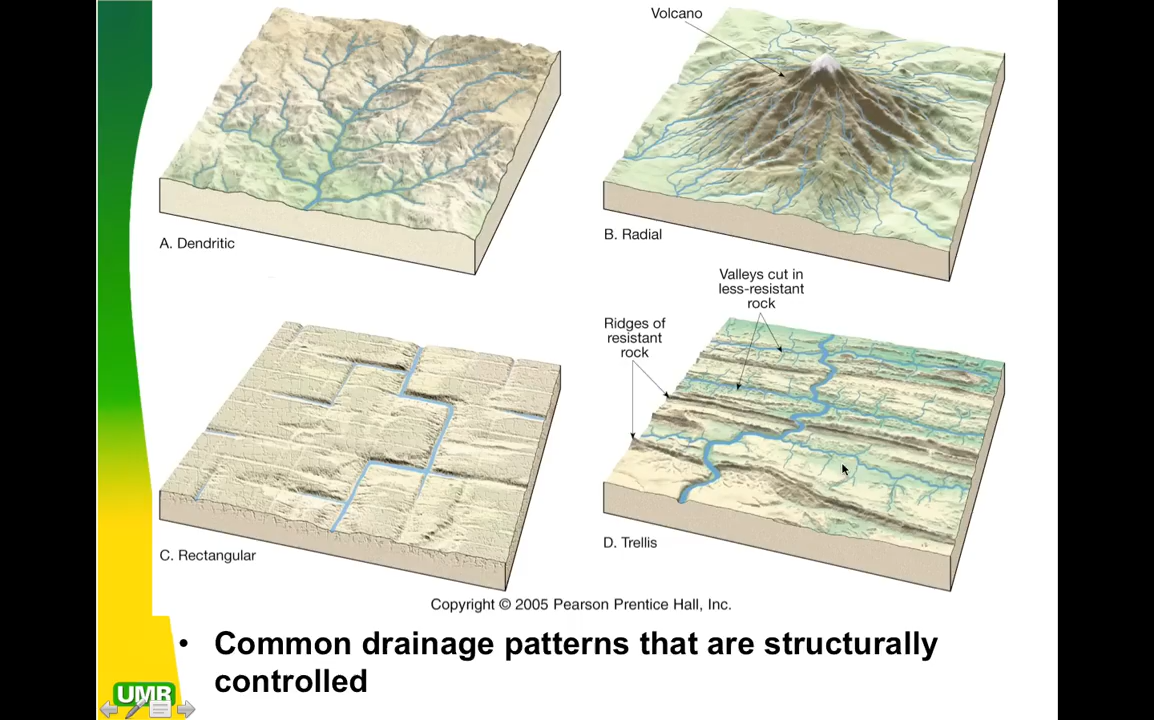 Volcano
A. Dendritic
B. Radial
Valleys cut in
less-resistant
rock
Ridges of
resistant
rock
C. Rectangular
D. Trellis
Copyright © 2005 Pearson Prentice Hall, Inc.
• Common drainage patterns that are structurally
controlled
UMR